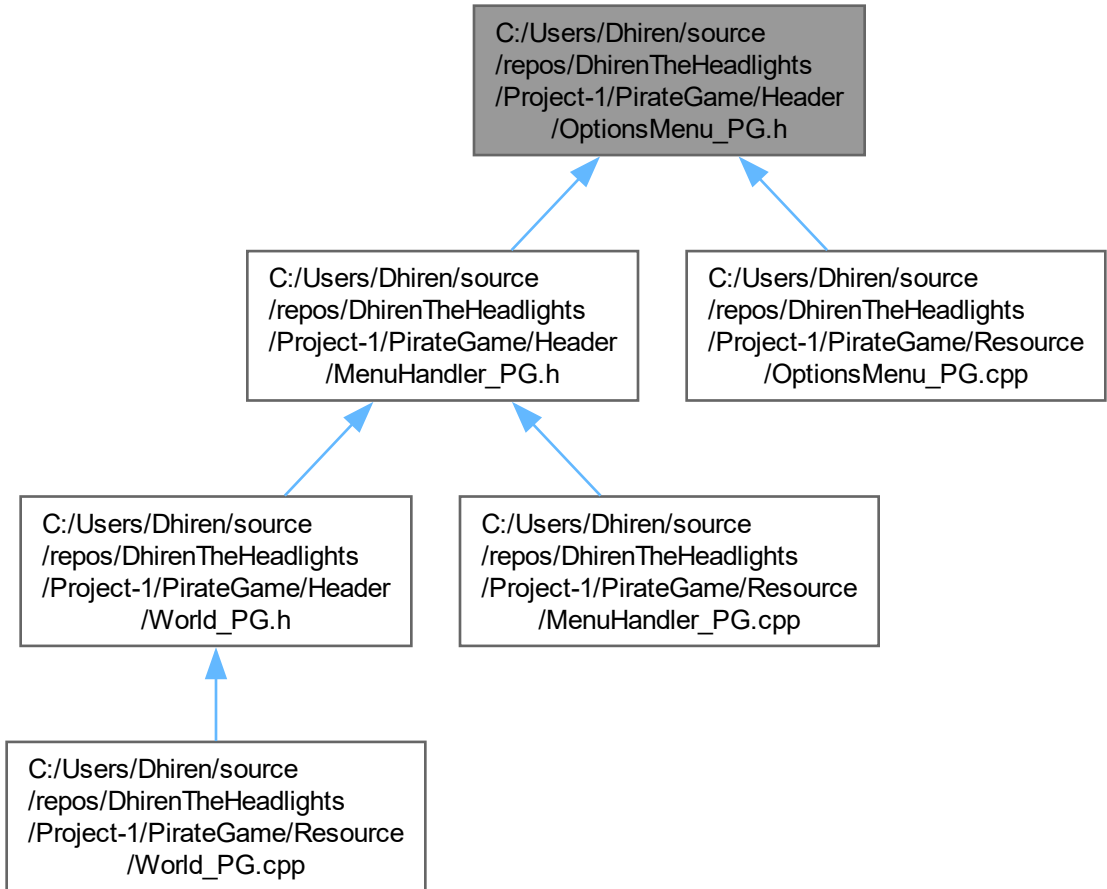 C:/Users/Dhiren/source
/repos/DhirenTheHeadlights
/Project-1/PirateGame/Header
/OptionsMenu_PG.h
C:/Users/Dhiren/source
/repos/DhirenTheHeadlights
/Project-1/PirateGame/Header
/MenuHandler_PG.h
C:/Users/Dhiren/source
/repos/DhirenTheHeadlights
/Project-1/PirateGame/Resource
/OptionsMenu_PG.cpp
C:/Users/Dhiren/source
/repos/DhirenTheHeadlights
/Project-1/PirateGame/Header
/World_PG.h
C:/Users/Dhiren/source
/repos/DhirenTheHeadlights
/Project-1/PirateGame/Resource
/MenuHandler_PG.cpp
C:/Users/Dhiren/source
/repos/DhirenTheHeadlights
/Project-1/PirateGame/Resource
/World_PG.cpp